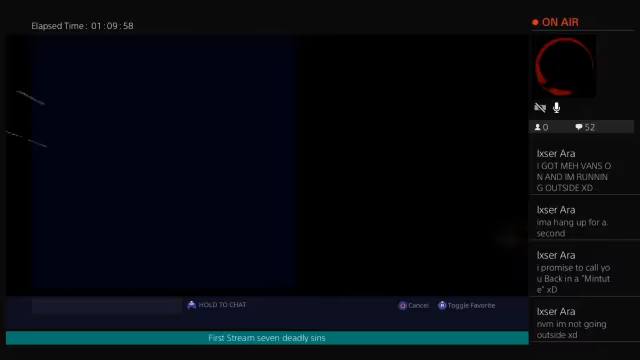 Elapsed Time : 01 : 09 : 58
ON AIR
0 52
Ixser Ara
I GOT MEH VANS O
N AND IM RUNNIN
G OUTSIDE XD
Ixser Ara
ima hang up for a
second
Ixser Ara
i promise to call yo
u Back in a "Mintut
e" xD
Ixser Ara
nvm im not going
outside xd
HOLD TO CHAT
Cancel
Toggle Favorite
First Stream seven deadly sins